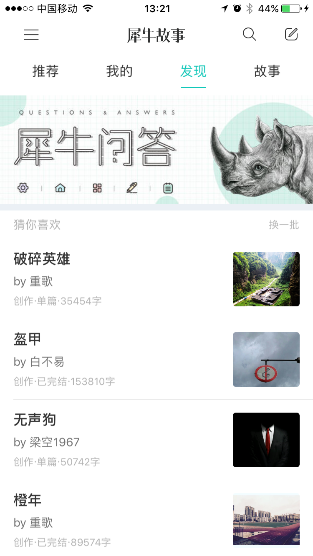 中国移动 13:21 44%
犀牛故事
推荐 我的 发现 故事
QUESTIONS & ANSWERS
犀牛问答
猜你喜欢 换一批
破碎英雄
by 重歌
创作·单篇·35454字
盔甲
by 白不易
创作·已完结·153810字
无声狗
by 梁空1967
创作·单篇·50742字
橙年
by 重歌
创作·已完结·89574字